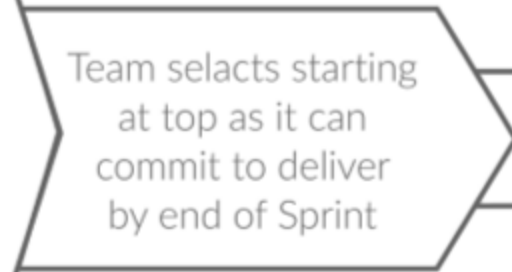 Team selacts starting
at top as it can
commit to deliver
by end of Sprint